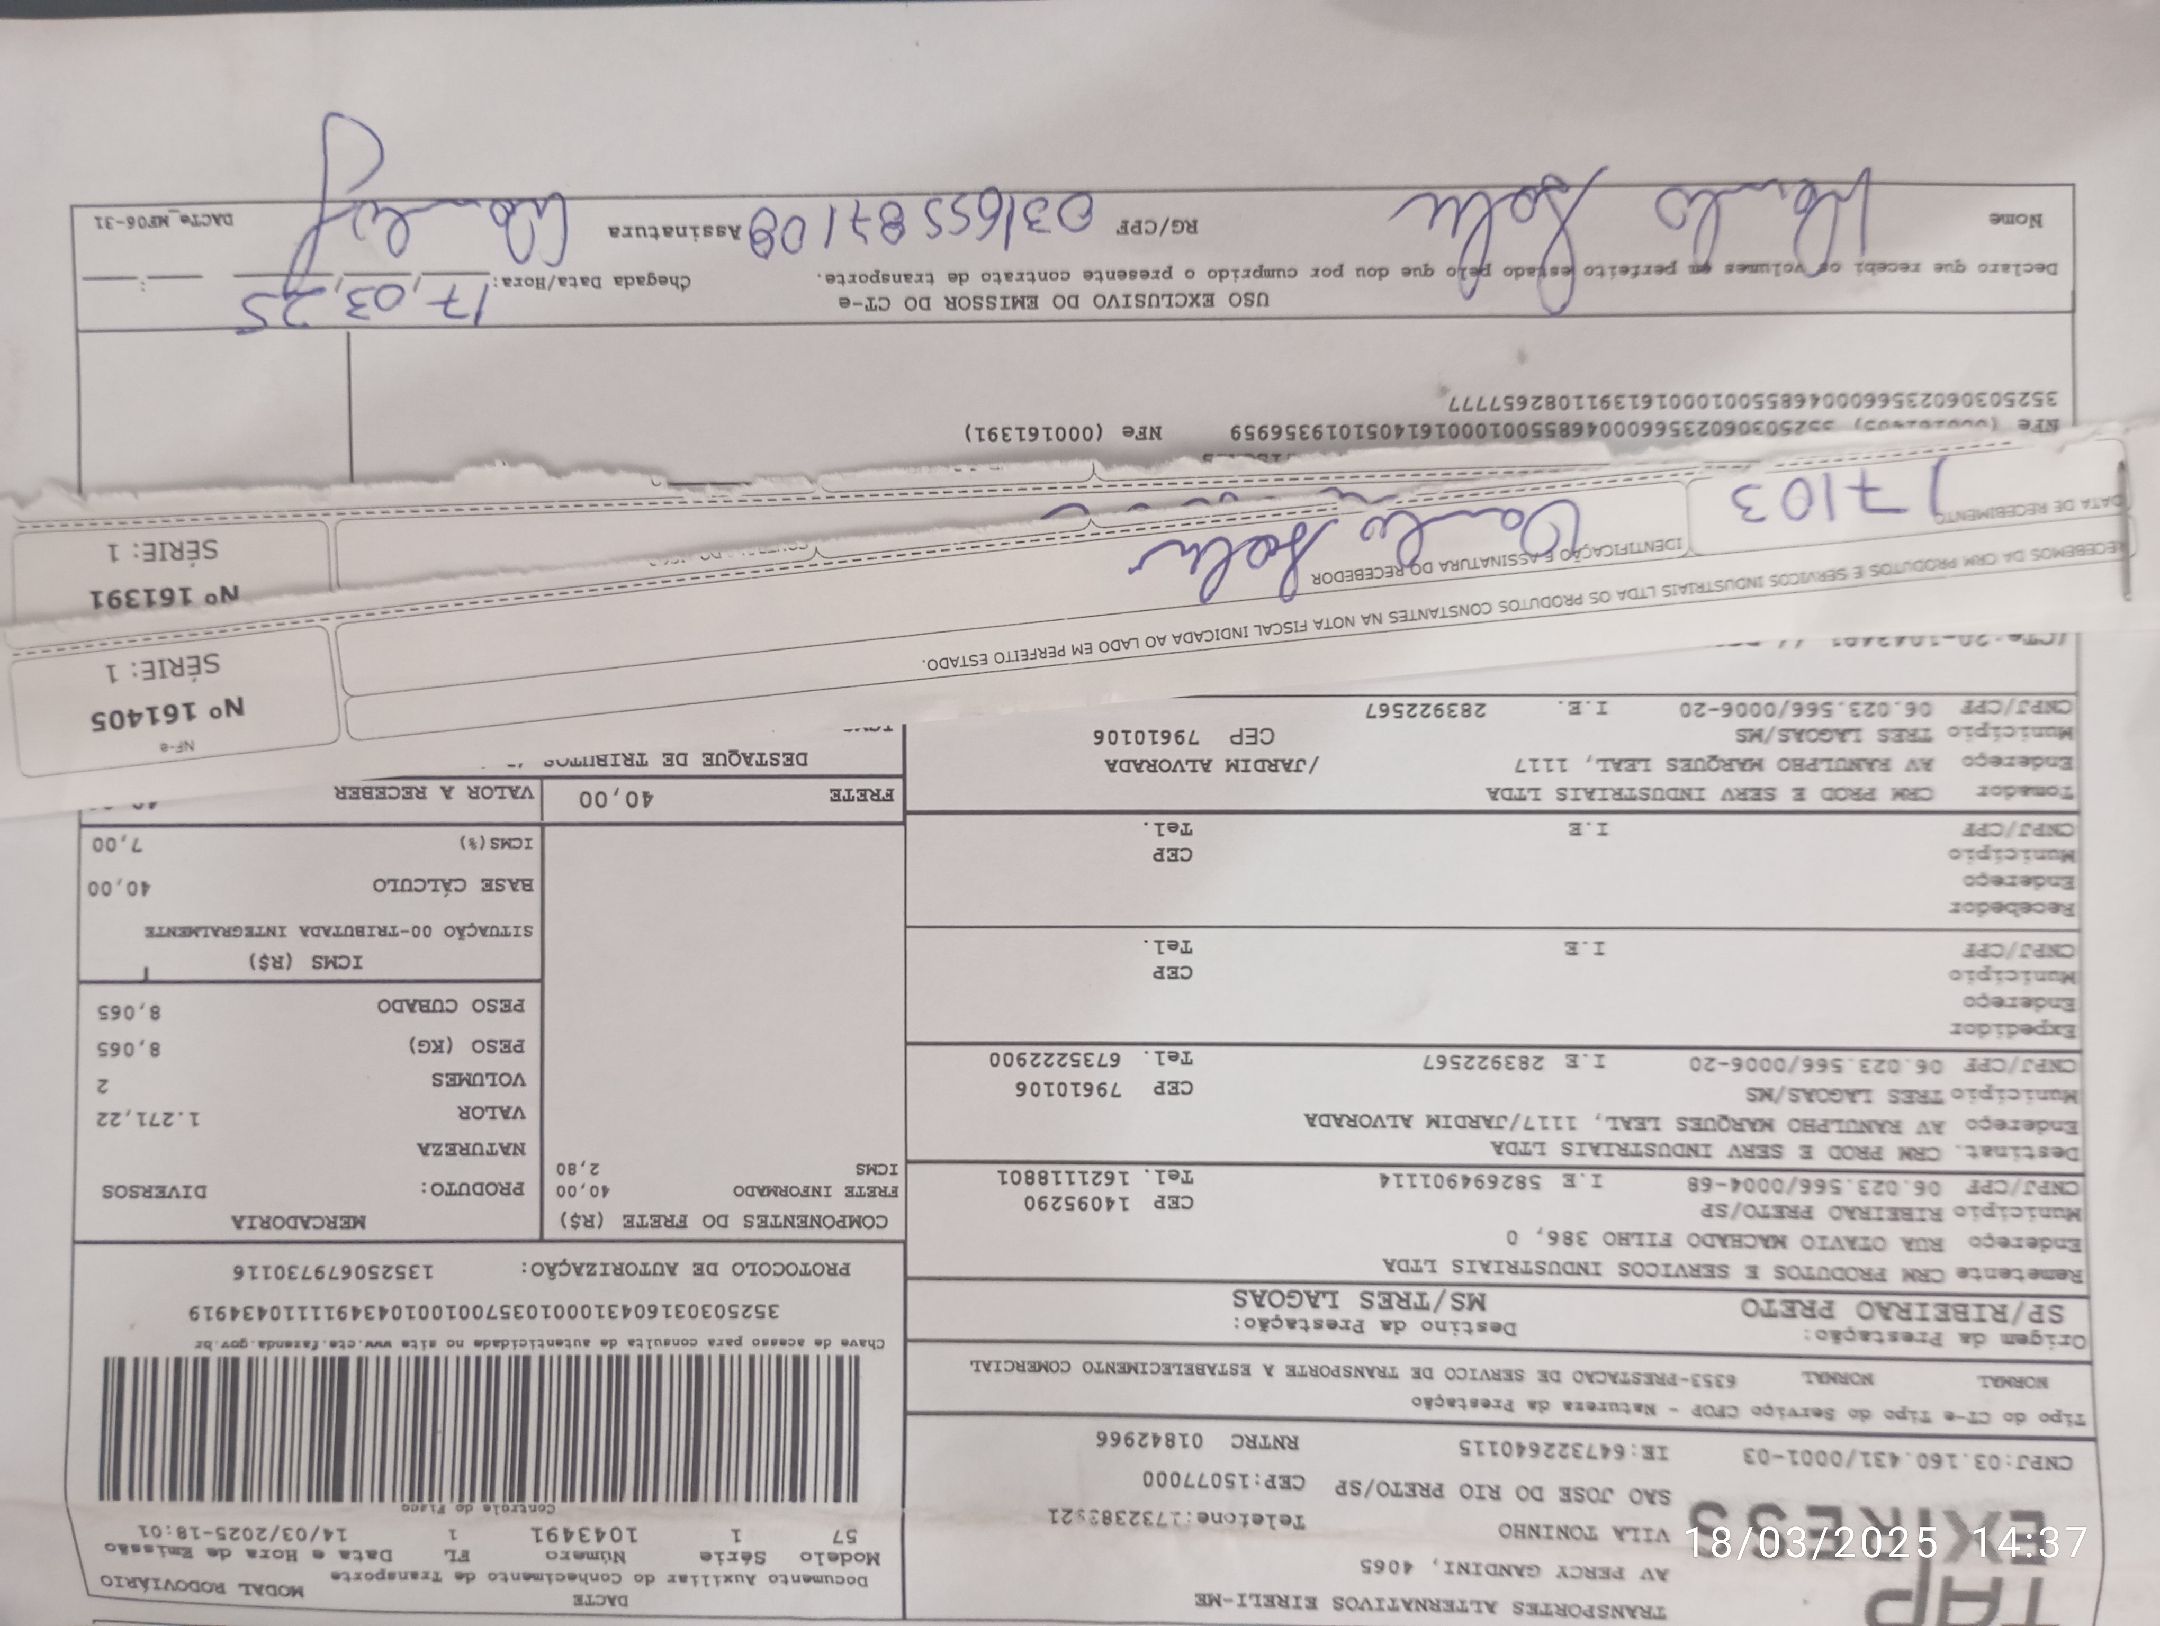 TAP
EXIRESS
TRANSPORTES ALTERNATIVOS EIRELI-ME
AV PERCY GANDINI, 4065
VILA TONINHO
SAO JOSE DO RIO PRETO/SP CEP:15077000
CNPJ:03.160.431/0001-03 IE:647322640115 RNTRC 01842966
DACTE
Documento Auxiliar do Conhecimento de Transporte
MODAL RODOVIÁRIO
Modelo Série Número FL Data e Hora de Emissão
57 1 1043491 1 14/03/2025-18:01
Controle do Fisco
Chave de acesso para consulta de autenticidade no site www.cte.fazenda.gov.br
352503031604310001035700100104349111110434919
PROTOCOLO DE AUTORIZAÇÃO: 135250679730116
Tipo do CT-e Tipo do Serviço CFOP - Natureza da Prestação
NORMAL NORMAL 6353-PRESTACAO DE SERVICO DE TRANSPORTE A ESTABELECIMENTO COMERCIAL
Origem da Prestação: Destino da Prestação:
SP/RIBEIRAO PRETO MS/TRES LAGOAS
Remetente CRM PRODUTOS E SERVICOS INDUSTRIAIS LTDA
Endereço RUA OTAVIO MACHADO FILHO 386, 0
Município RIBEIRAO PRETO/SP CEP 14095290
CNPJ/CPF 06.023.566/0004-68 I.E 582694901114 Tel. 1621118801
Destinat. CRM PROD E SERV INDUSTRIAIS LTDA
Endereço AV RANULPHO MARQUES LEAL, 1117/JARDIM ALVORADA
Município TRES LAGOAS/MS CEP 79610106
CNPJ/CPF 06.023.566/0006-20 I.E 283922567 Tel. 6735222900
Expedidor
Endereço
Município CEP
CNPJ/CPF I.E Tel.
Recebedor
Endereço
Município CEP
CNPJ/CPF I.E Tel.
Tomador CRM PROD E SERV INDUSTRIAIS LTDA
Endereço AV RANULPHO MARQUES LEAL, 1117 /JARDIM ALVORADA
Município TRES LAGOAS/MS CEP 79610106
CNPJ/CPF 06.023.566/0006-20 I.E. 283922567
COMPONENTES DO FRETE (R$)
FRETE INFORMADO 40,00
ICMS 2,80
MERCADORIA
PRODUTO: DIVERSOS
NATUREZA
VALOR 1.271,22
VOLUMES 2
PESO (KG) 8,065
PESO CUBADO 8,065
ICMS (R$)
SITUAÇÃO 00-TRIBUTADA INTEGRALMENTE
BASE CÁLCULO 40,00
ICMS(%) 7,00
FRETE 40,00 VALOR A RECEBER
DESTAQUE DE TRIBUTOS
NF-e
Nº 161405
SÉRIE: 1
RECEBEMOS DA CRM PRODUTOS E SERVICOS INDUSTRIAIS LTDA OS PRODUTOS CONSTANTES NA NOTA FISCAL INDICADA AO LADO EM PERFEITO ESTADO.
DATA DE RECEBIMENTO IDENTIFICAÇÃO E ASSINATURA DO RECEBEDOR
17/03
Nº 161391
SÉRIE: 1
NFe 35250306023566000468550010001614051019356959 NFe (000161391)
35250306023566000468550010001613911082657777
USO EXCLUSIVO DO EMISSOR DO CT-e
Declaro que recebi os volumes em perfeito estado pelo que dou por cumprido o presente contrato de transporte.
Chegada Data/Hora: 17,03,25
Nome RG/CPF 03165587108 Assinatura
DACTe_MF06-31
18/03/2025 14:37